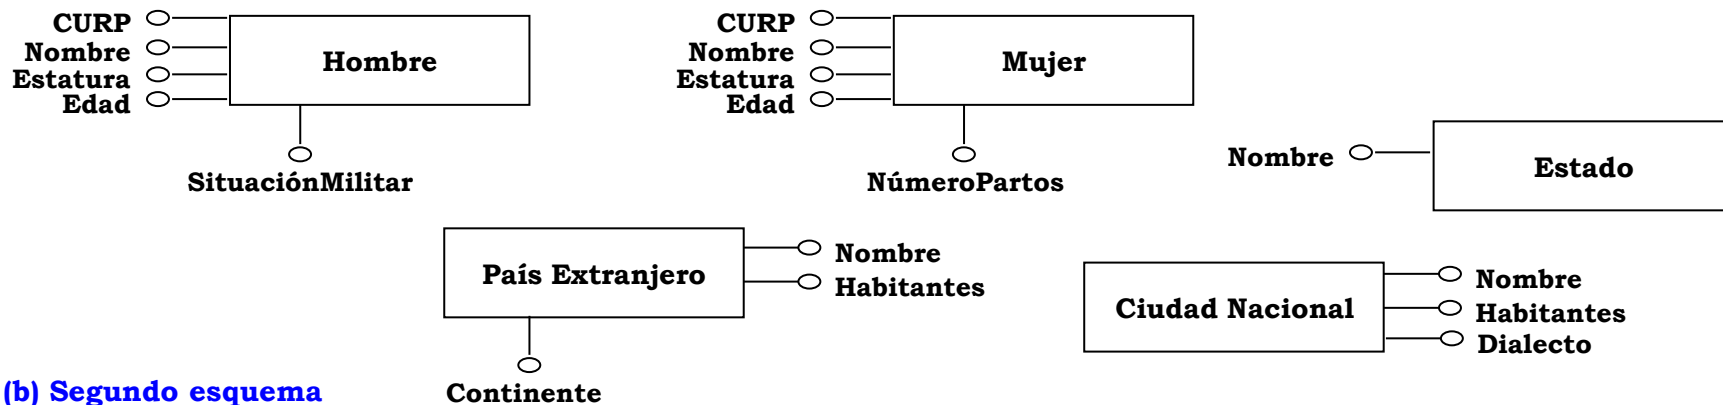 CURP
Nombre
Estatura
Edad
Hombre
SituaciónMilitar
CURP
Nombre
Estatura
Edad
Mujer
NúmeroPartos
Nombre
Estado
País Extranjero
Nombre
Habitantes
Continente
Ciudad Nacional
Nombre
Habitantes
Dialecto
(b) Segundo esquema